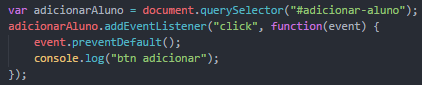 var adicionarAluno = document.querySelector("#adicionar-aluno");
adicionarAluno.addEventListener("click", function(event) {
    event.preventDefault();
    console.log("btn adicionar");
});